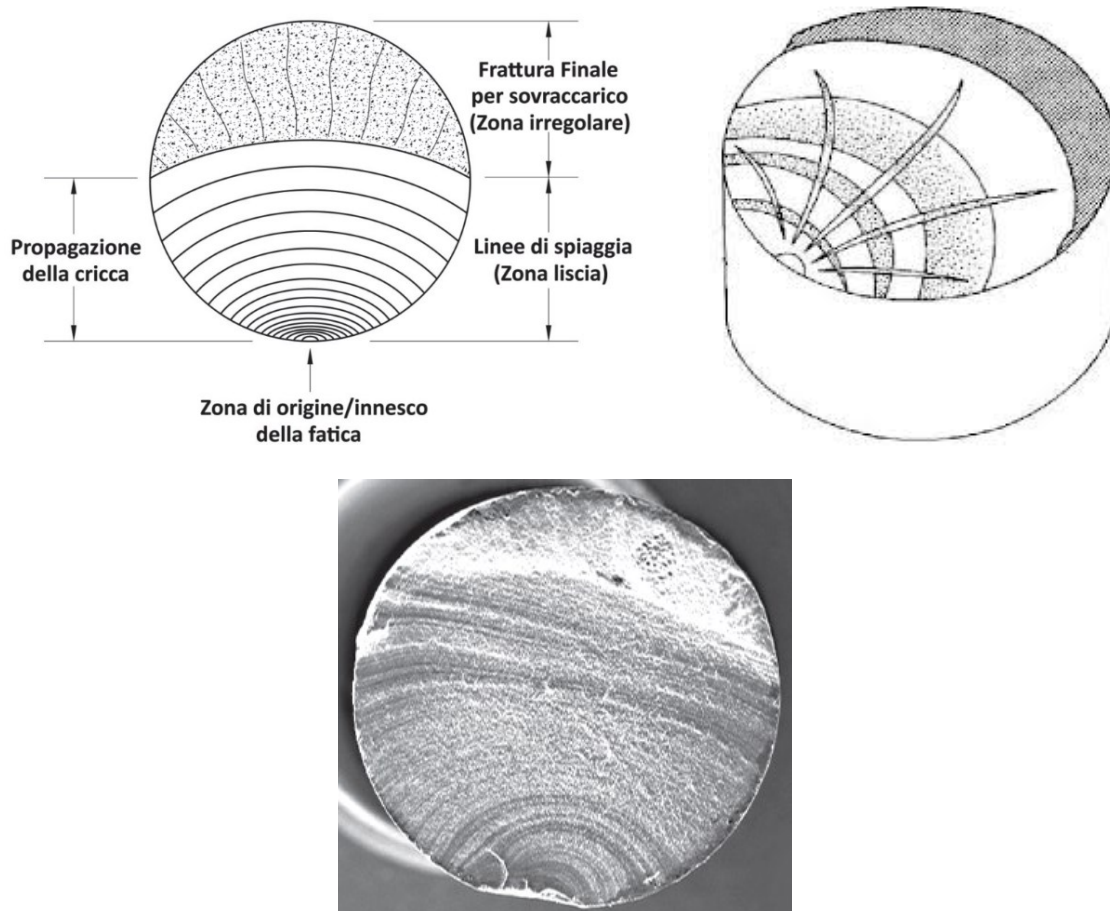 Frattura Finale
per sovraccarico
(Zona irregolare)
Propagazione
della cricca
Linee di spiaggia
(Zona liscia)
Zona di origine/innesco
della fatica